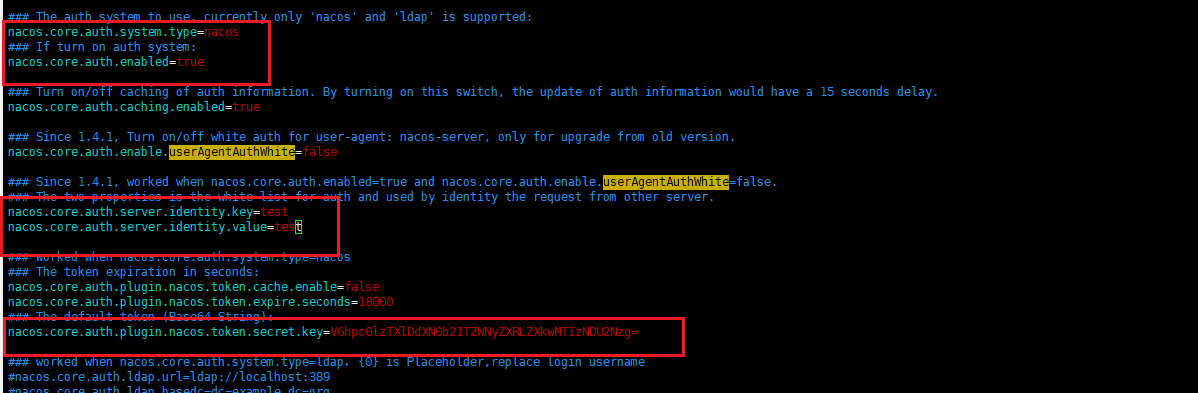 ### The auth system to use, currently only 'nacos' and 'ldap' is supported:
nacos.core.auth.system.type=nacos
### If turn on auth system:
nacos.core.auth.enabled=true
### Turn on/off caching of auth information. By turning on this switch, the update of auth information would have a 15 seconds delay.
nacos.core.auth.caching.enabled=true
### Since 1.4.1, Turn on/off white auth for user-agent: nacos-server, only for upgrade from old version.
nacos.core.auth.enable.userAgentAuthWhite=false
### Since 1.4.1, worked when nacos.core.auth.enabled=true and nacos.core.auth.enable.userAgentAuthWhite=false.
### The two properties is the white list for auth and used by identity the request from other server.
nacos.core.auth.server.identity.key=test
nacos.core.auth.server.identity.value=test
### worked when nacos.core.auth.system.type=nacos
### The token expiration in seconds:
nacos.core.auth.plugin.nacos.token.cache.enable=false
nacos.core.auth.plugin.nacos.token.expire.seconds=18000
### The default token (Base64 String):
nacos.core.auth.plugin.nacos.token.secret.key=VGhpc0lzTXlDdXN0b21TZWNyZXRLZXkwMTIzNDU2Nzg=
### worked when nacos.core.auth.system.type=ldap, {0} is Placeholder,replace login username
#nacos.core.auth.ldap.url=ldap://localhost:389
#nacos.core.auth.ldap.basedc=dc=example,dc=org